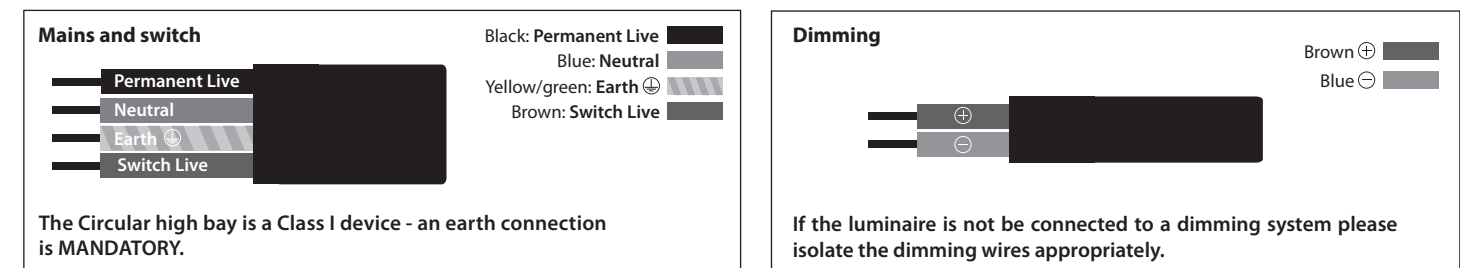 Mains and switch
Black: Permanent Live
Blue: Neutral
Yellow/green: Earth ⏚
Brown: Switch Live
Permanent Live
Neutral
Earth ⏚
Switch Live
The Circular high bay is a Class I device - an earth connection
is MANDATORY.
Dimming
Brown ⊕
Blue ⊖
⊕
⊖
If the luminaire is not be connected to a dimming system please
isolate the dimming wires appropriately.